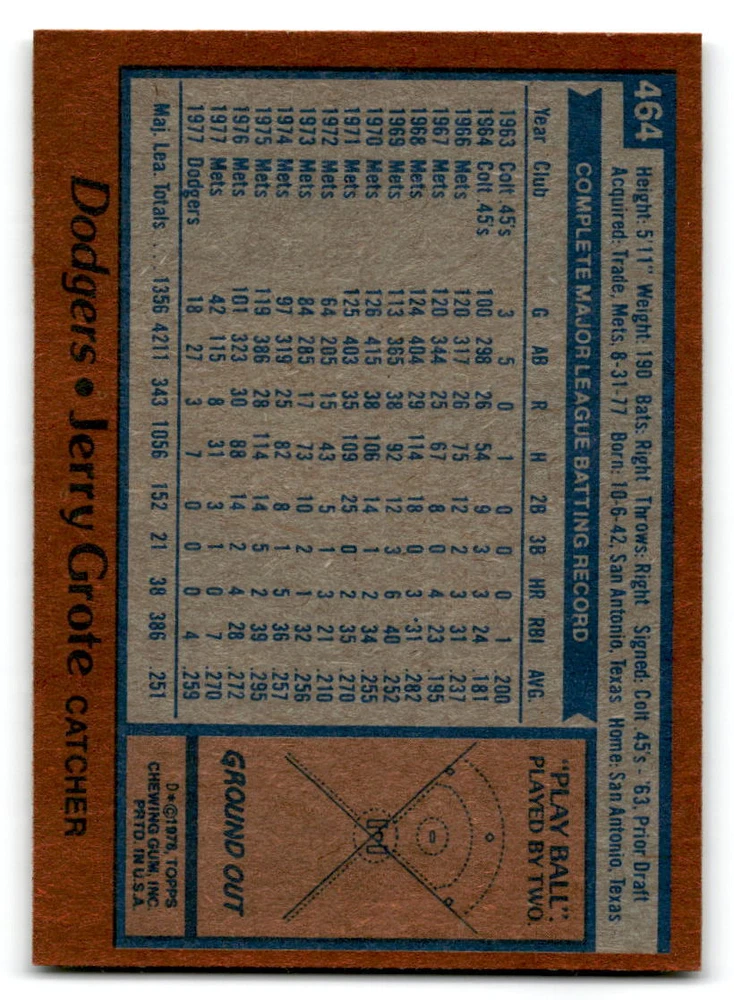 464
Height: 5'11" Weight: 190 Bats: Right Throws: Right Signed: Colt 45's - '63, Prior Draft
Acquired: Trade, Mets, 8-31-77 Born: 10-6-42, San Antonio, Texas Home: San Antonio, Texas
COMPLETE MAJOR LEAGUE BATTING RECORD
Year Club G AB R H 2B 3B HR RBI AVG.
1963 Colt 45's 3 5 0 1 0 0 0 1 .200
1964 Colt 45's 100 298 26 54 9 3 3 24 .181
1966 Mets 120 317 26 75 12 2 3 31 .237
1967 Mets 120 344 25 67 8 0 4 23 .195
1968 Mets 124 404 29 114 18 0 3 31 .282
1969 Mets 113 365 38 92 12 3 6 40 .252
1970 Mets 126 415 38 106 14 1 2 34 .255
1971 Mets 125 403 35 109 25 0 2 35 .270
1972 Mets 64 205 15 43 5 1 3 21 .210
1973 Mets 84 285 17 73 10 2 1 32 .256
1974 Mets 97 319 25 82 8 1 5 36 .257
1975 Mets 119 386 28 114 14 5 2 39 .295
1976 Mets 101 323 30 88 14 2 4 28 .272
1977 Mets 42 115 8 31 3 1 0 7 .270
1977 Dodgers 18 27 3 7 0 0 0 4 .259
Maj. Lea. Totals . . 1356 4211 343 1056 152 21 38 386 .251
"PLAY BALL":
PLAYED BY TWO.
GROUND OUT
D*©1978, TOPPS
CHEWING GUM, INC.
PRTD. IN U.S.A.
Dodgers • Jerry Grote CATCHER